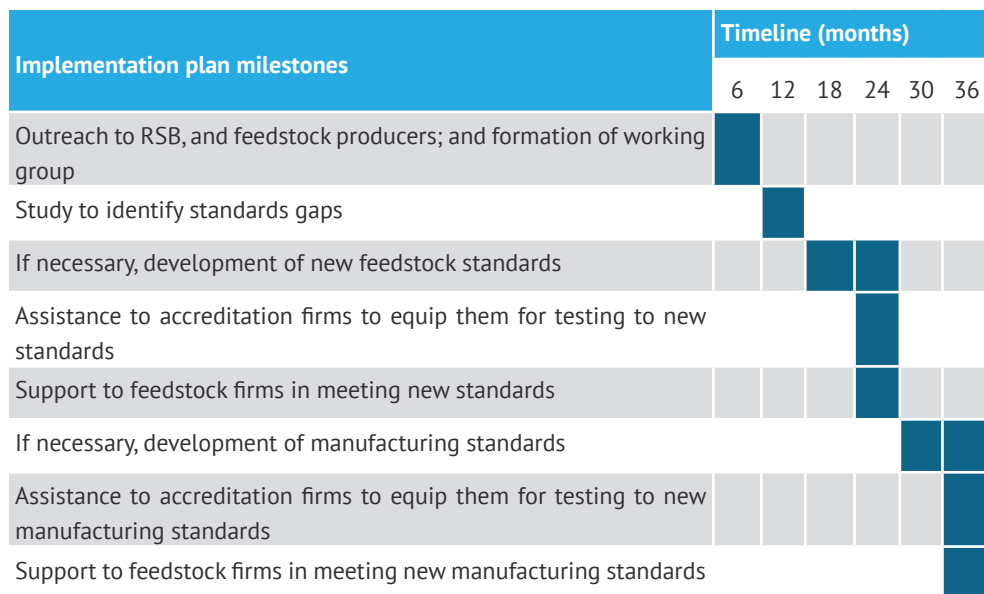 Timeline (months)
Implementation plan milestones
6 12 18 24 30 36
Outreach to RSB, and feedstock producers; and formation of working
group
Study to identify standards gaps
If necessary, development of new feedstock standards
Assistance to accreditation firms to equip them for testing to new
standards
Support to feedstock firms in meeting new standards
If necessary, development of manufacturing standards
Assistance to accreditation firms to equip them for testing to new
manufacturing standards
Support to feedstock firms in meeting new manufacturing standards